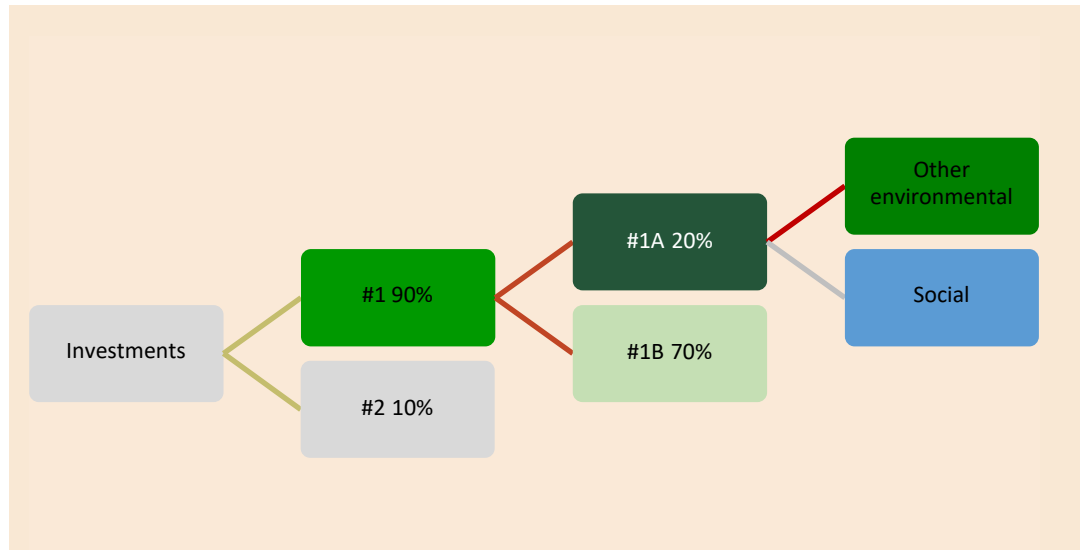 Investments
#1 90%
#2 10%
#1A 20%
#1B 70%
Other
environmental
Social